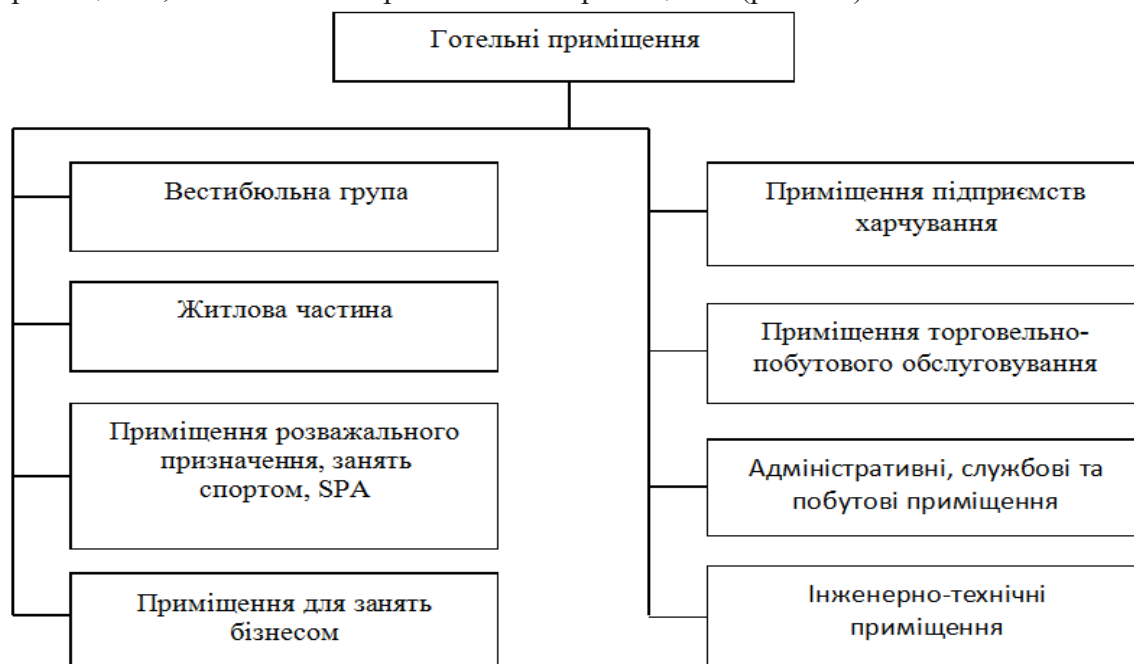 Готельні приміщення
Вестибюльна група
Житлова частина
Приміщення розважального
призначення, занять
спортом, SPA
Приміщення для занять
бізнесом
Приміщення підприємств
харчування
Приміщення торговельно-
побутового обслуговування
Адміністративні, службові та
побутові приміщення
Інженерно-технічні
приміщення